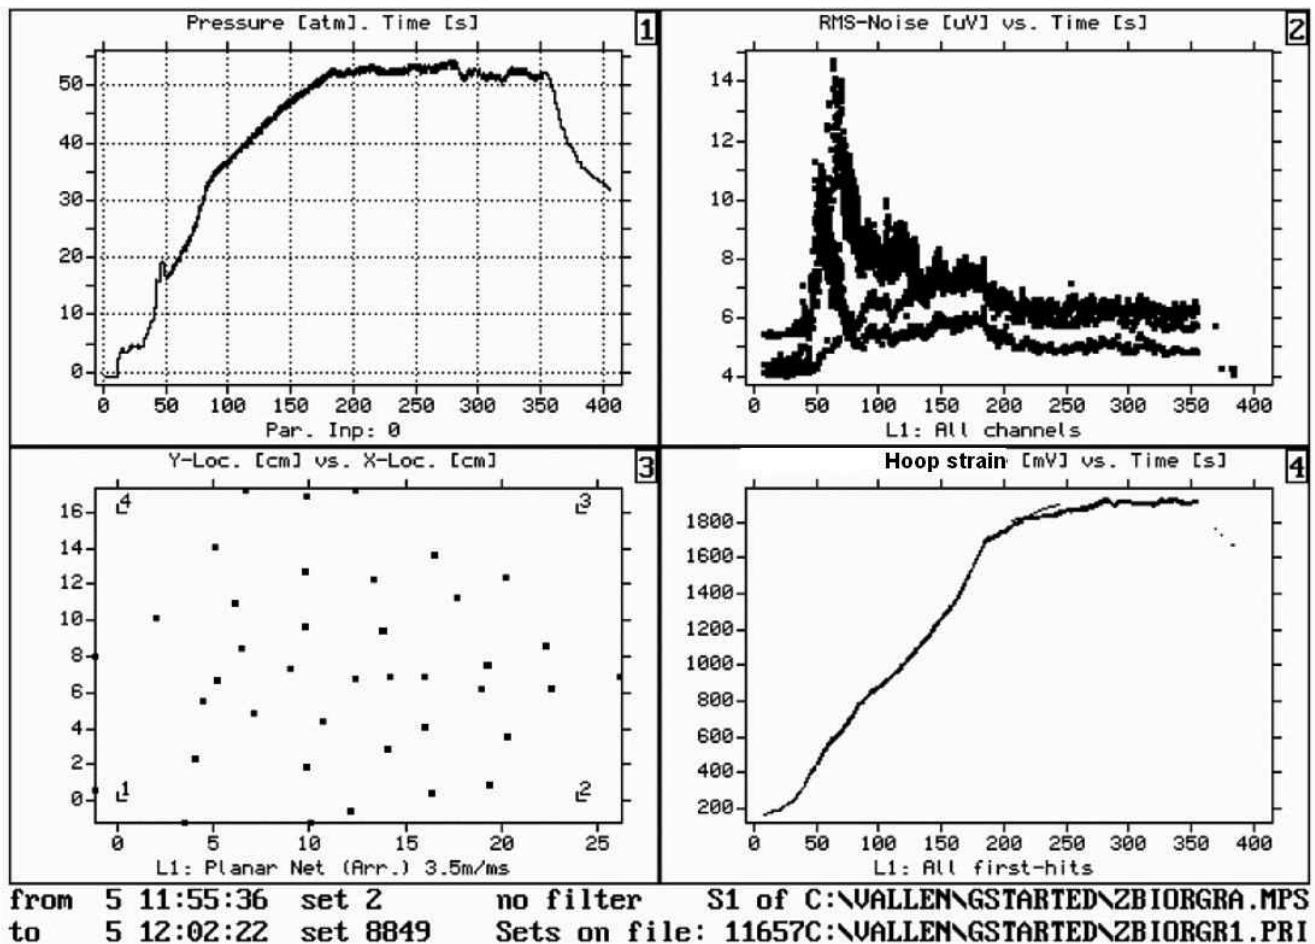 Pressure [atm]. Time [s]
1
50
40
30
20
10
0
0 50 100 150 200 250 300 350 400
Par. Inp: 0
RMS-Noise [uV] vs. Time [s]
2
14
12
10
8
6
4
0 50 100 150 200 250 300 350 400
L1: All channels
Y-Loc. [cm] vs. X-Loc. [cm]
3
16
14
12
10
8
6
4
2
0
4 3
1 2
0 5 10 15 20 25
L1: Planar Net (Arr.) 3.5m/ms
Hoop strain [mV] vs. Time [s]
4
1800
1600
1400
1200
1000
800
600
400
200
0 50 100 150 200 250 300 350 400
L1: All first-hits
from 5 11:55:36 set 2 no filter S1 of C:\VALLEN\GSTARTED\ZBIORGRA.MPS
to 5 12:02:22 set 8849 Sets on file: 11657C:\VALLEN\GSTARTED\ZBIORGR1.PRI